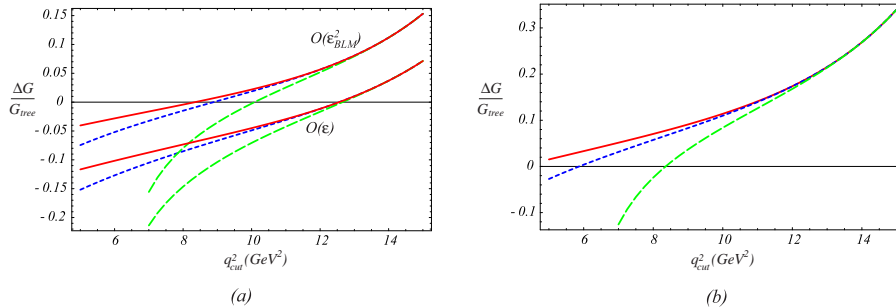 0.15
0.1
0.05
0
- 0.05
- 0.1
- 0.15
- 0.2
ΔG
G_tree
O(ε²_BLM)
O(ε)
6 8 10 12 14
q²_cut (GeV²)
(a)
0.3
0.2
0.1
0
- 0.1
ΔG
G_tree
6 8 10 12 14
q²_cut (GeV²)
(b)